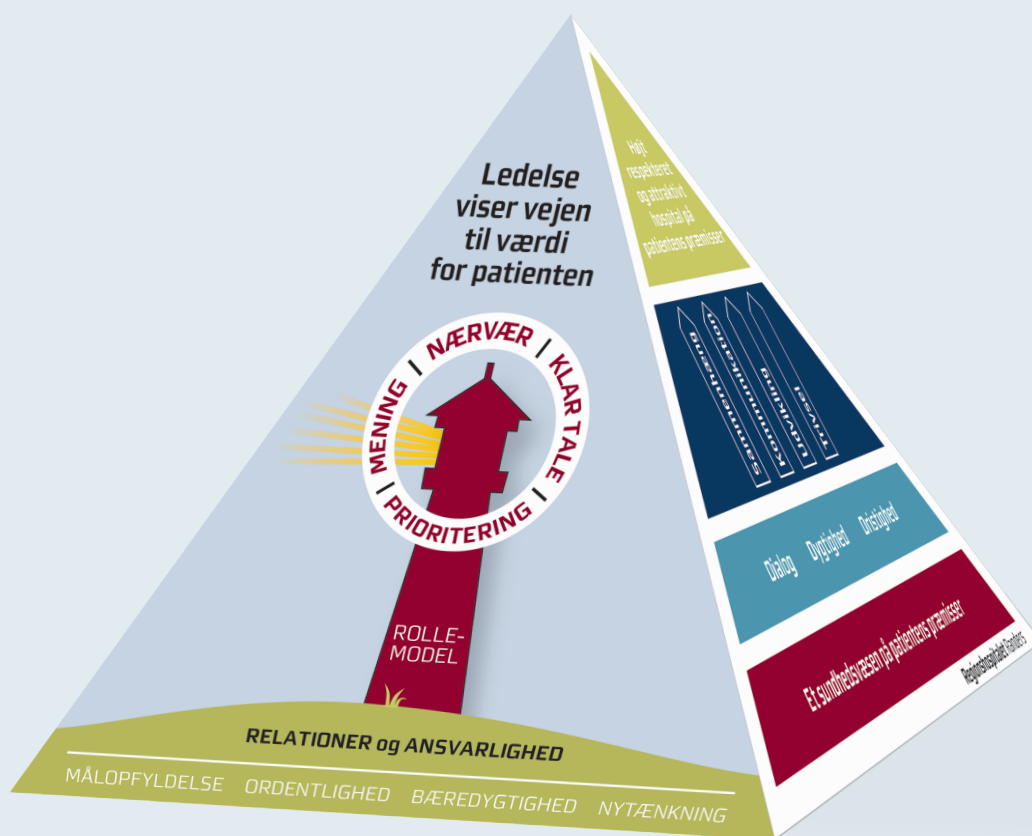 Ledelse
viser vejen
til værdi
for patienten
NÆRVÆR | KLAR TALE | PRIORITERING | MENING |
ROLLE-
MODEL
RELATIONER og ANSVARLIGHED
MÅLOPFYLDELSE ORDENTLIGHED BÆREDYGTIGHED NYTÆNKNING
Højt
respekteret
og attraktivt
hospital på
patientens præmisser
Sammenhæng
Kommunikation
Udvikling
Trivsel
Dialog Dygtighed Dristighed
Et sundhedsvæsen på patientens præmisser
Regionshospitalet Randers